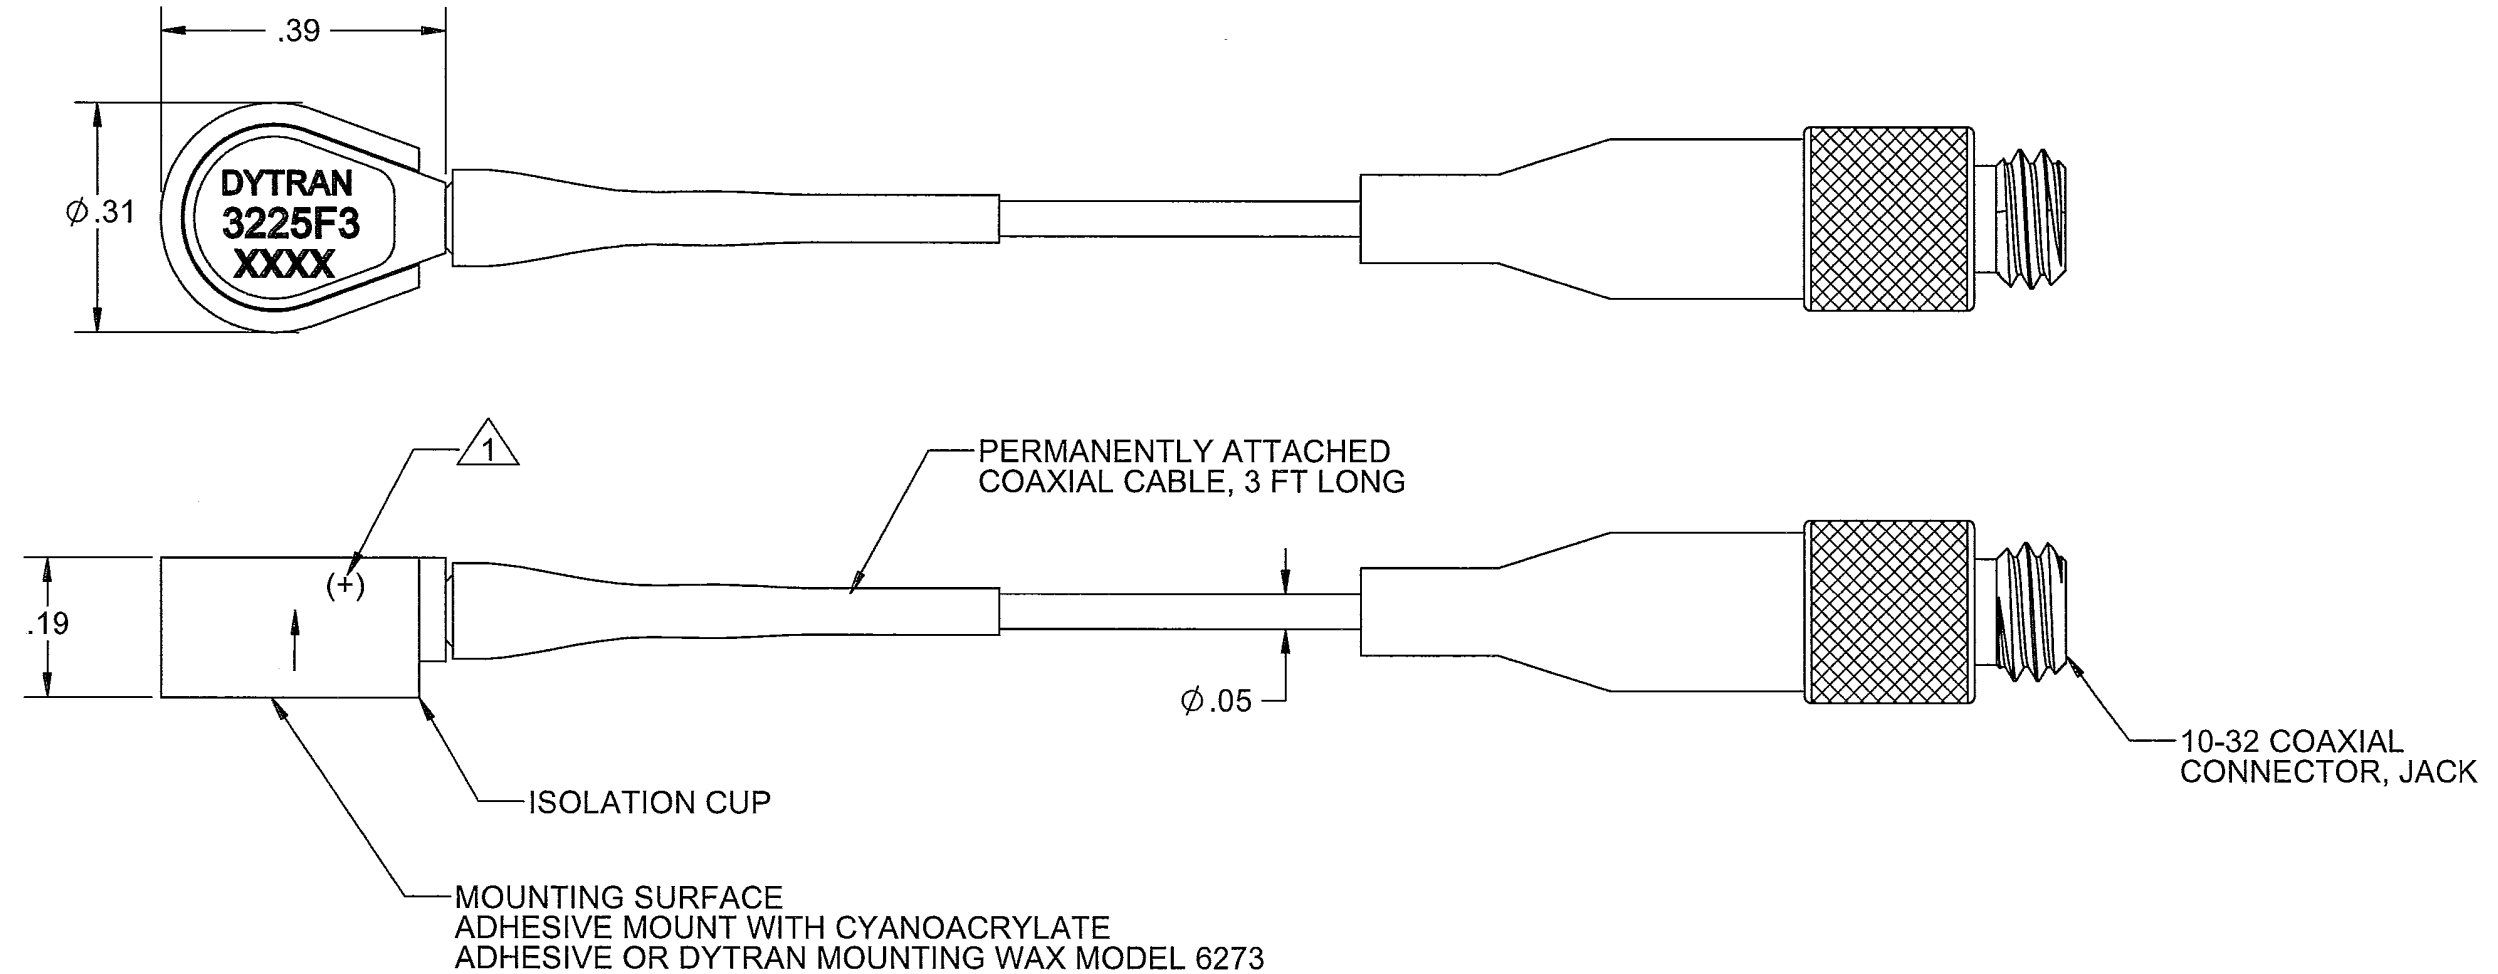 .39
Ø.31
DYTRAN
3225F3
XXXX
1
PERMANENTLY ATTACHED
COAXIAL CABLE, 3 FT LONG
(+)
.19
Ø.05
10-32 COAXIAL
CONNECTOR, JACK
ISOLATION CUP
MOUNTING SURFACE
ADHESIVE MOUNT WITH CYANOACRYLATE
ADHESIVE OR DYTRAN MOUNTING WAX MODEL 6273